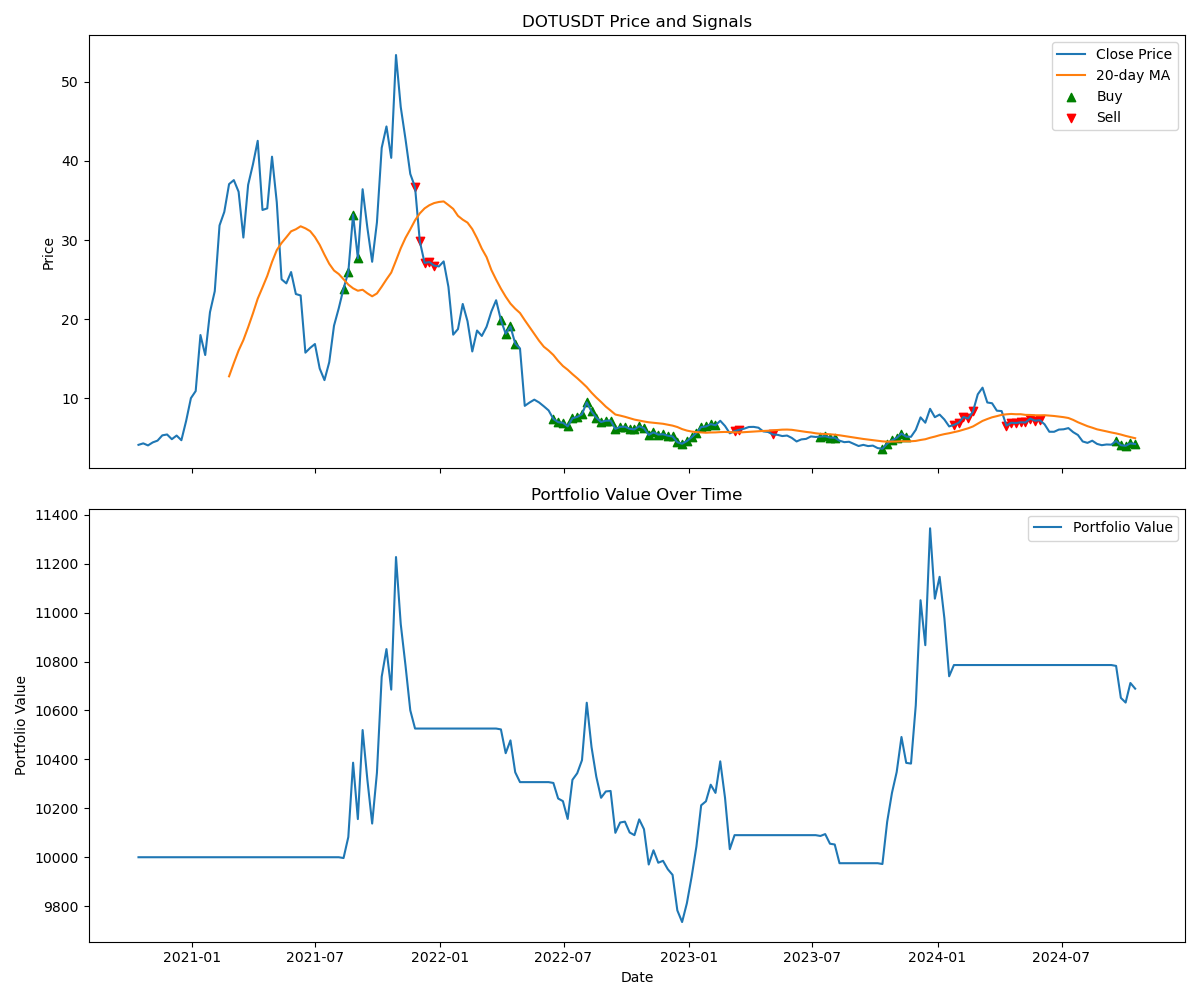 DOTUSDT Price and Signals
Close Price
20-day MA
Buy
Sell
50
40
30
20
10
Price
Portfolio Value Over Time
Portfolio Value
11400
11200
11000
10800
10600
10400
10200
10000
9800
Portfolio Value
2021-01
2021-07
2022-01
2022-07
2023-01
2023-07
2024-01
2024-07
Date